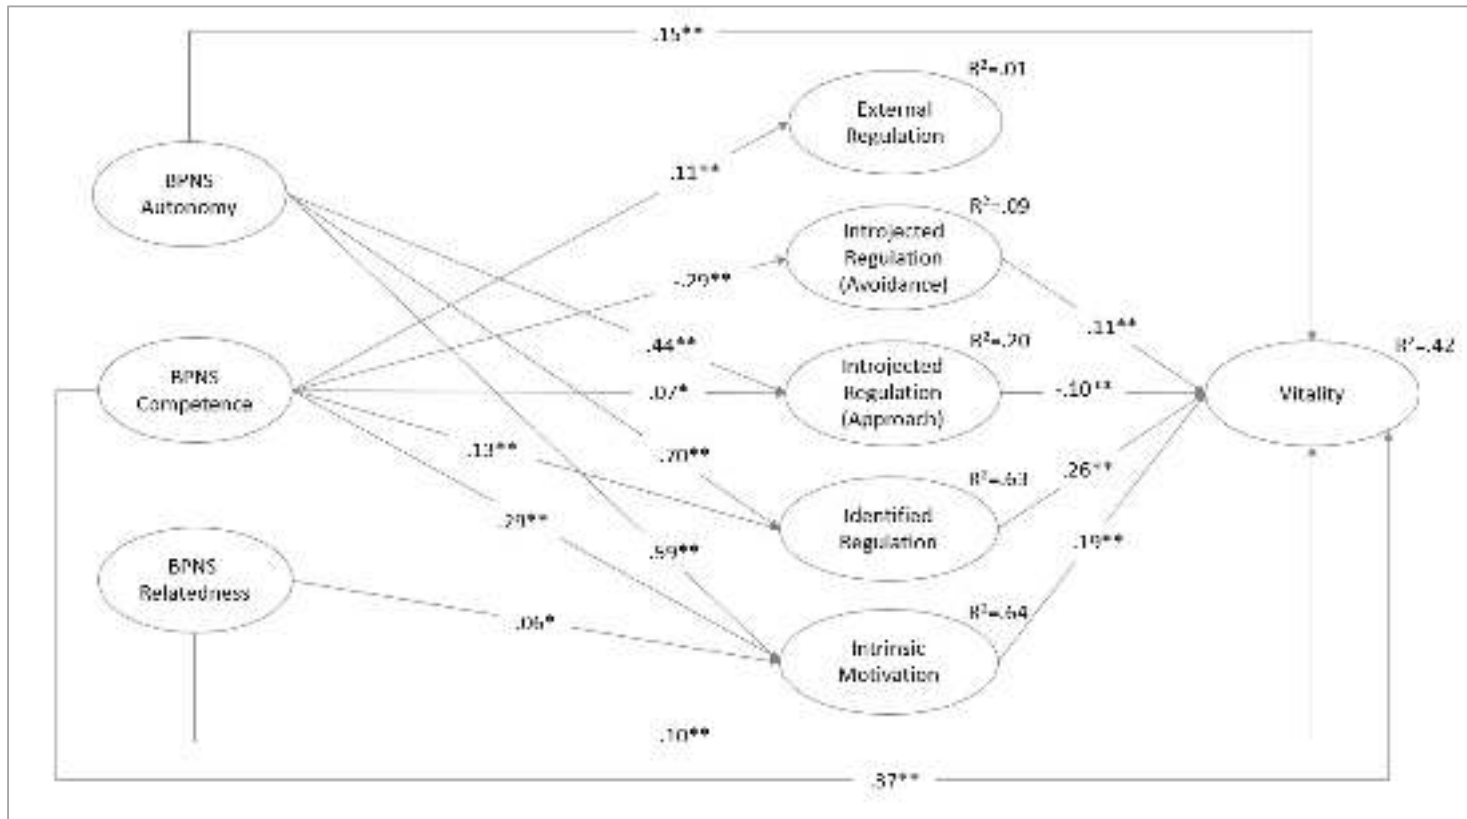 .15**
R²=.01
External
Regulation
.11**
BPNS
Autonomy
R²=.09
Introjected
Regulation
(Avoidance)
-.29**
.11**
.44**
R²=.20
R²=.42
BPNS
Competence
.07*
Introjected
Regulation
(Approach)
-.10**
Vitality
.13**
.70**
.26**
R²=.63
Identified
Regulation
.29**
.59**
.19**
BPNS
Relatedness
.06*
R²=.64
Intrinsic
Motivation
.10**
.37**